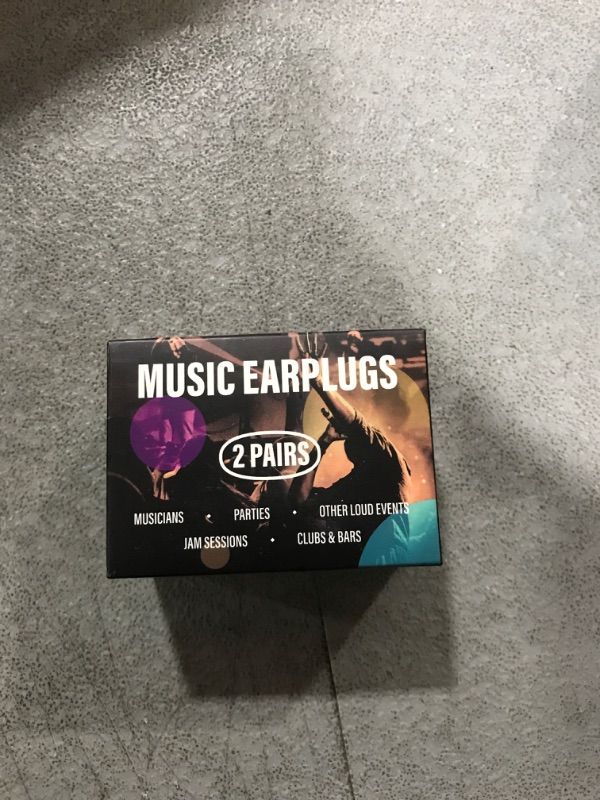 MUSIC EARPLUGS
2 PAIRS
MUSICIANS • PARTIES • OTHER LOUD EVENTS
JAM SESSIONS • CLUBS & BARS